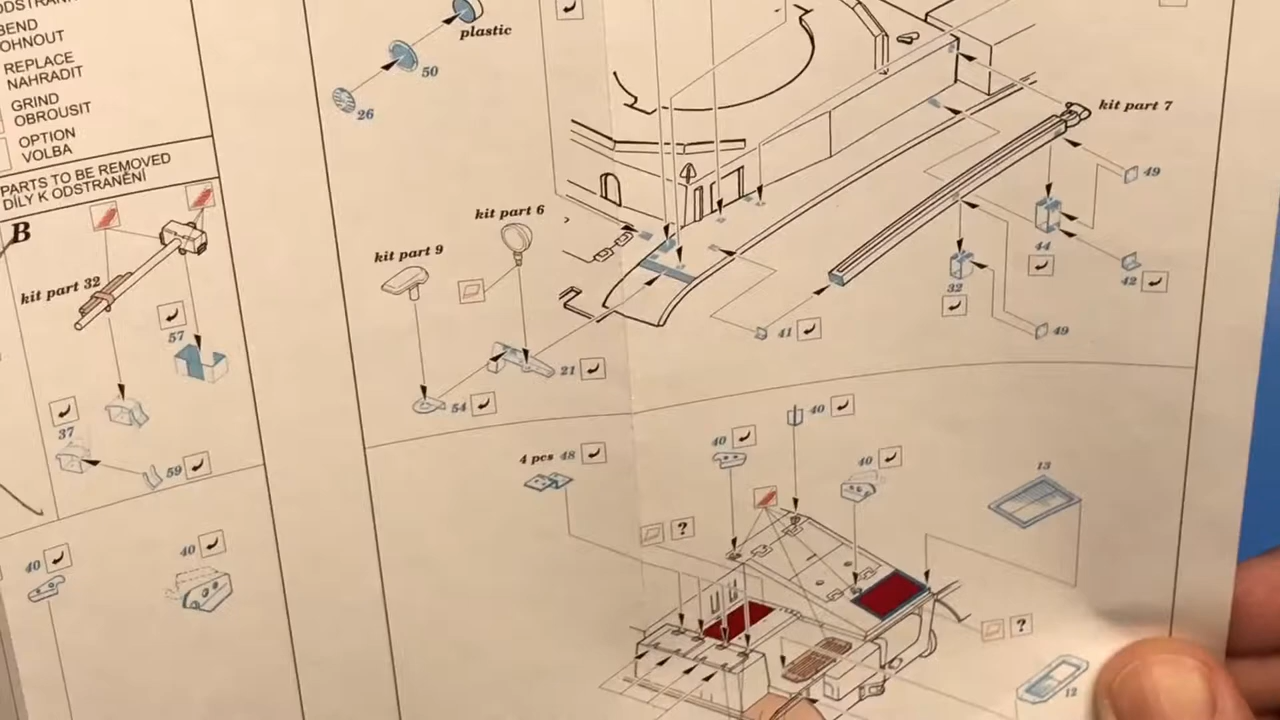 BEND
OHNOUT
REPLACE
NAHRADIT
GRIND
OBROUSIT
OPTION
VOLBA
PARTS TO BE REMOVED
DÍLY K ODSTRANĚNÍ
B
kit part 32
57
37
59
40
40
plastic
50
26
kit part 7
49
44
42
32
49
41
kit part 6
kit part 9
21
54
4 pcs 48
40
40
40
13
?
?
12